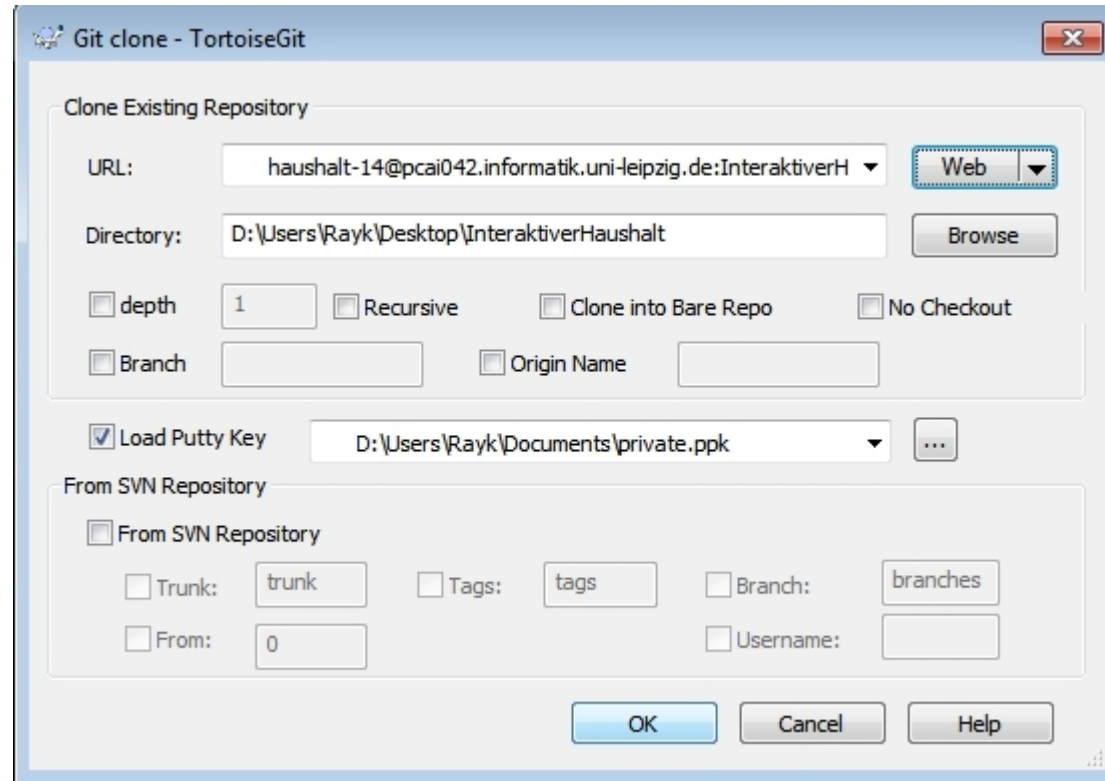 Git clone - TortoiseGit
Clone Existing Repository
URL: haushalt-14@pcai042.informatik.uni-leipzig.de:InteraktiverH Web
Directory: D:\Users\Rayk\Desktop\InteraktiverHaushalt Browse
depth 1 Recursive Clone into Bare Repo No Checkout
Branch Origin Name
Load Putty Key D:\Users\Rayk\Documents\private.ppk ...
From SVN Repository
From SVN Repository
Trunk: trunk Tags: tags Branch: branches
From: 0 Username:
OK Cancel Help